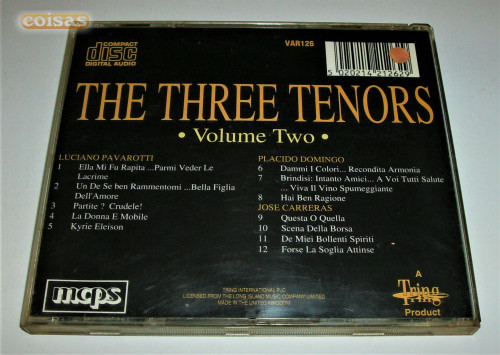 coisas
COMPACT
disc
DIGITAL AUDIO
VAR126
5 020214 212629
THE THREE TENORS
• Volume Two •
LUCIANO PAVAROTTI
1 Ella Mi Fu Rapita ...Parmi Veder Le
Lacrime
2 Un De Se ben Rammentomi ...Bella Figlia
Dell'Amore
3 Partite ? Crudele!
4 La Donna E Mobile
5 Kyrie Eleison
PLACIDO DOMINGO
6 Dammi I Colori... Recondita Armonia
7 Brindisi: Intanto Amici... A Voi Tutti Salute
... Viva Il Vino Spumeggiante
8 Hai Ben Ragione
JOSE CARRERAS
9 Questa O Quella
10 Scena Della Borsa
11 De Miei Bollenti Spiriti
12 Forse La Soglia Attinse
mcps
TRING INTERNATIONAL PLC
LICENSED FROM THE LONG ISLAND MUSIC COMPANY LIMITED
MADE IN THE UNITED KINGDOM
A
Tring
Product